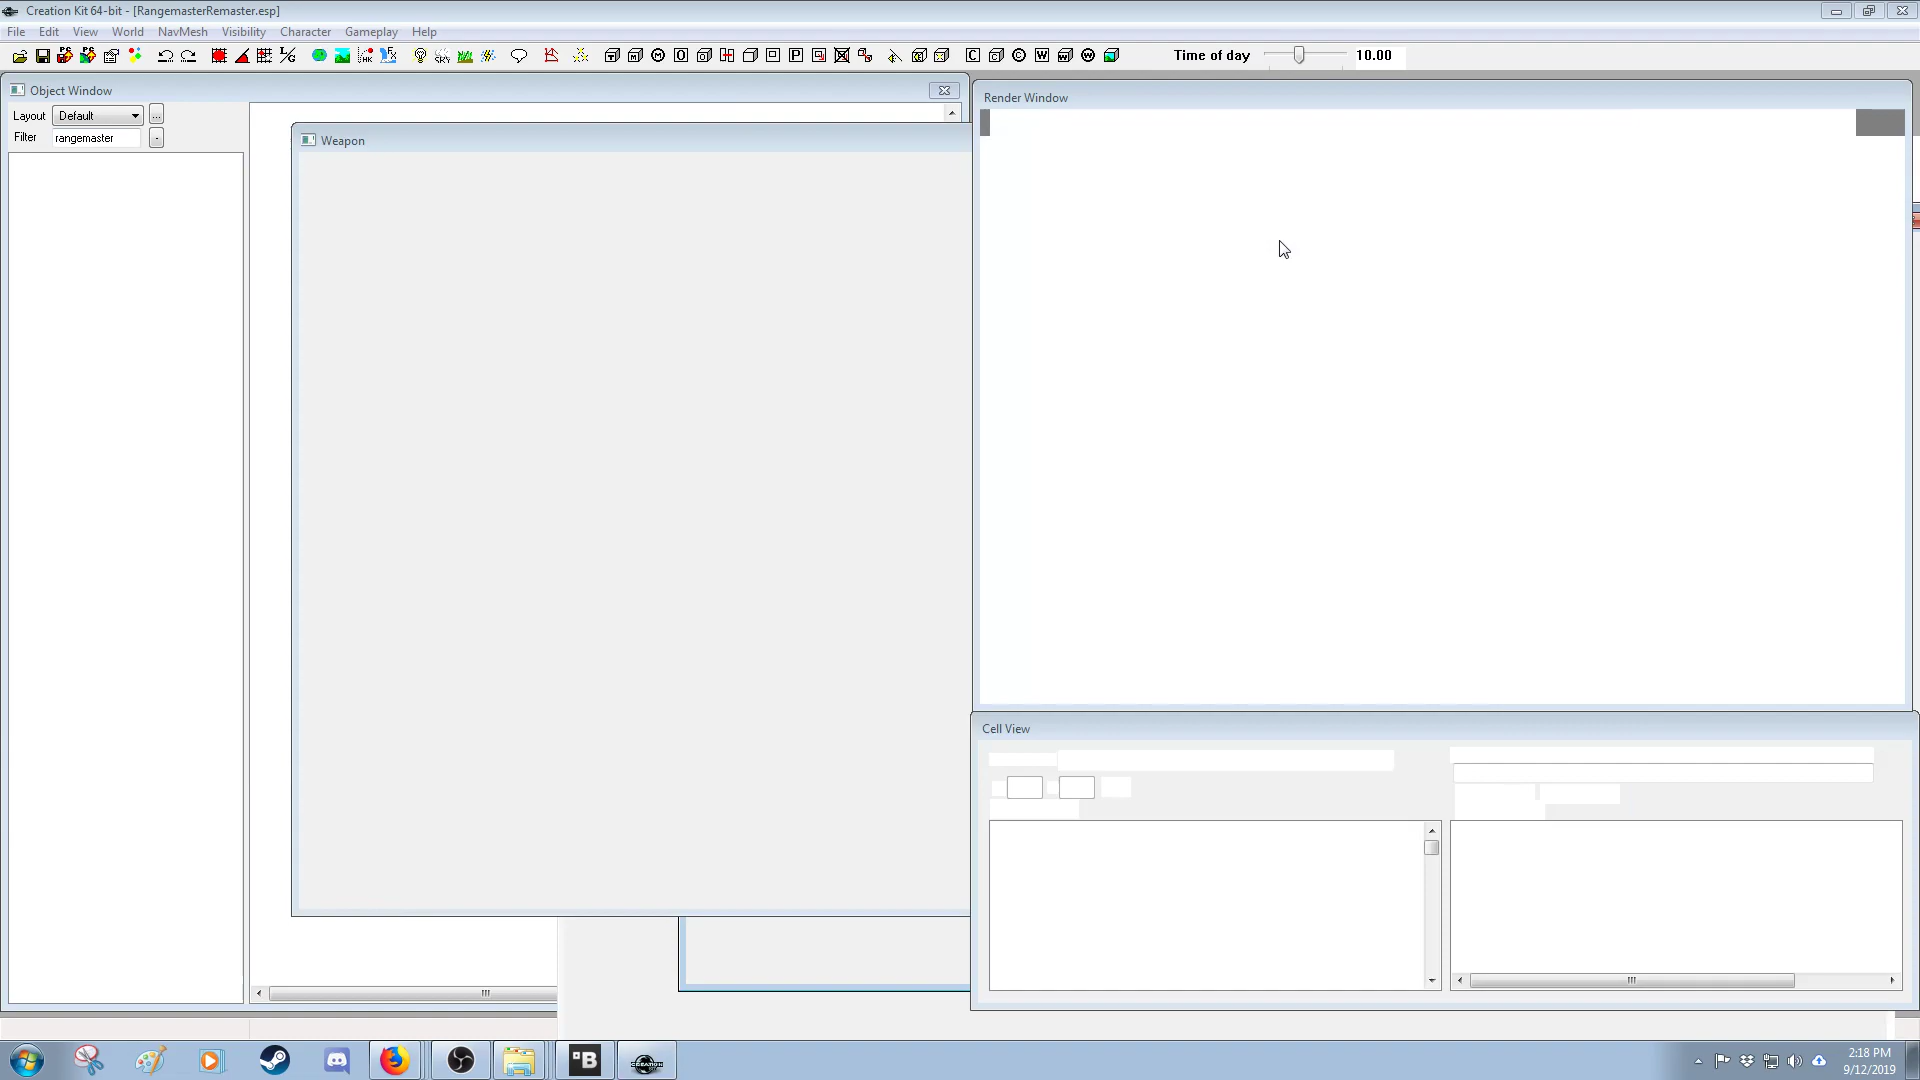 Creation Kit 64-bit - [RangemasterRemaster.esp]
File Edit View World NavMesh Visibility Character Gameplay Help
Time of day 10.00
Object Window
Layout Default ...
Filter rangemaster
Weapon
Render Window
Cell View
2:18 PM
9/12/2019